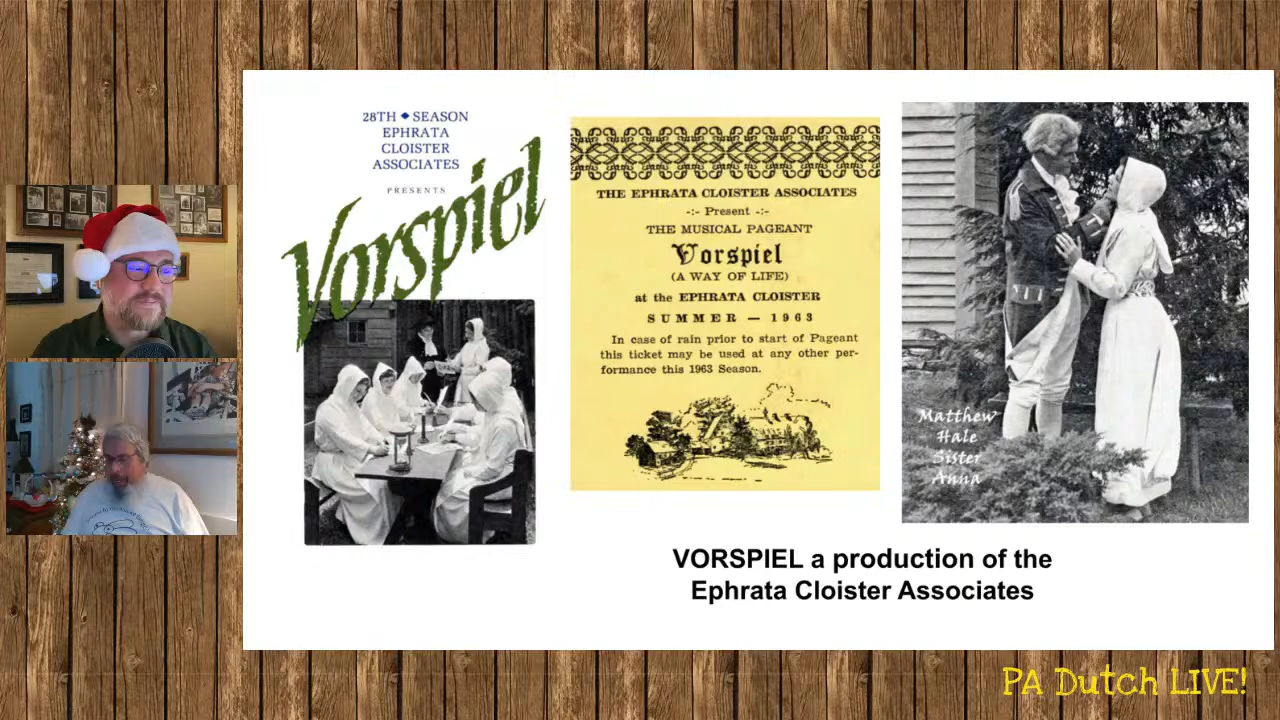 28TH ◆ SEASON
EPHRATA
CLOISTER
ASSOCIATES
PRESENTS
Vorspiel
THE EPHRATA CLOISTER ASSOCIATES
-:- Present -:-
THE MUSICAL PAGEANT
Vorspiel
(A WAY OF LIFE)
at the EPHRATA CLOISTER
SUMMER — 1963
In case of rain prior to start of Pageant
this ticket may be used at any other per-
formance this 1963 Season.
Matthew
Hale
Sister
Anna
VORSPIEL a production of the
Ephrata Cloister Associates
PA Dutch LIVE!